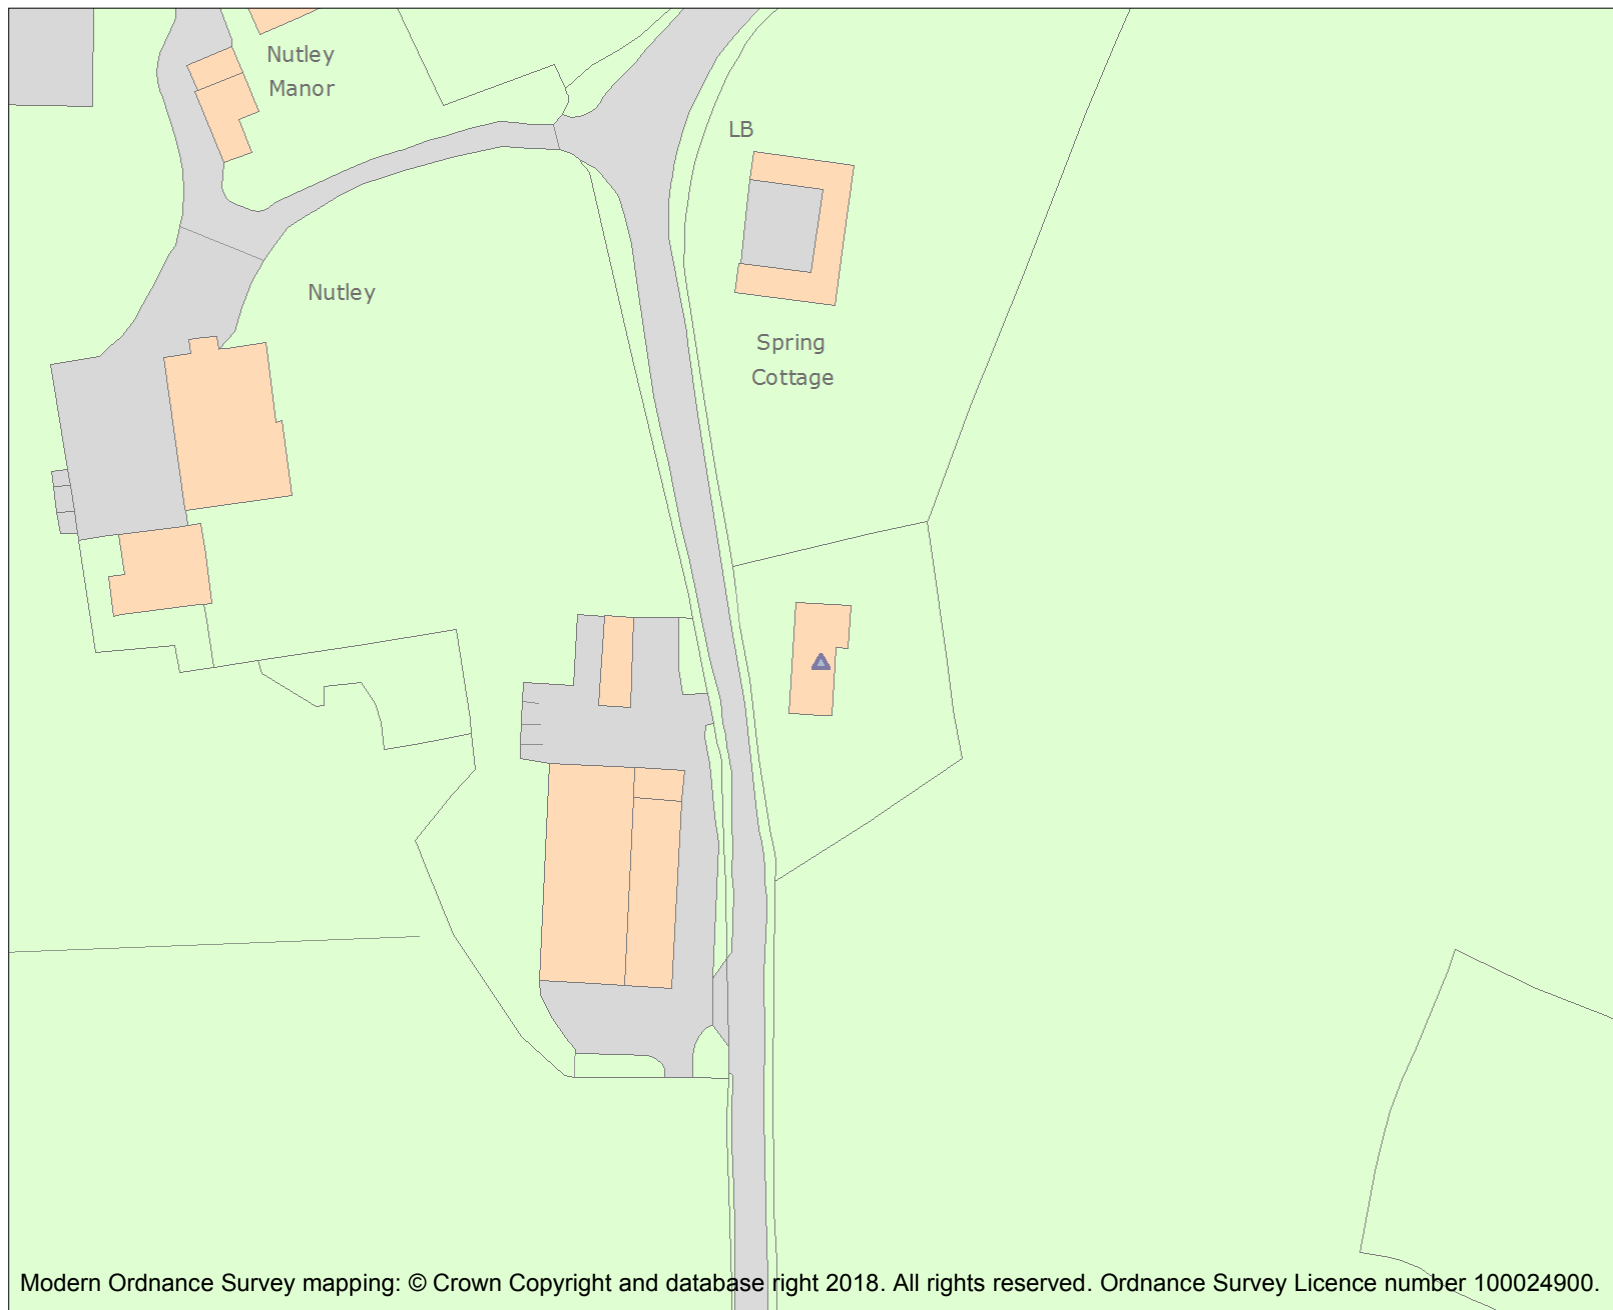 Nutley
Manor
LB
Nutley
Spring
Cottage
Modern Ordnance Survey mapping: © Crown Copyright and database right 2018. All rights reserved. Ordnance Survey Licence number 100024900.